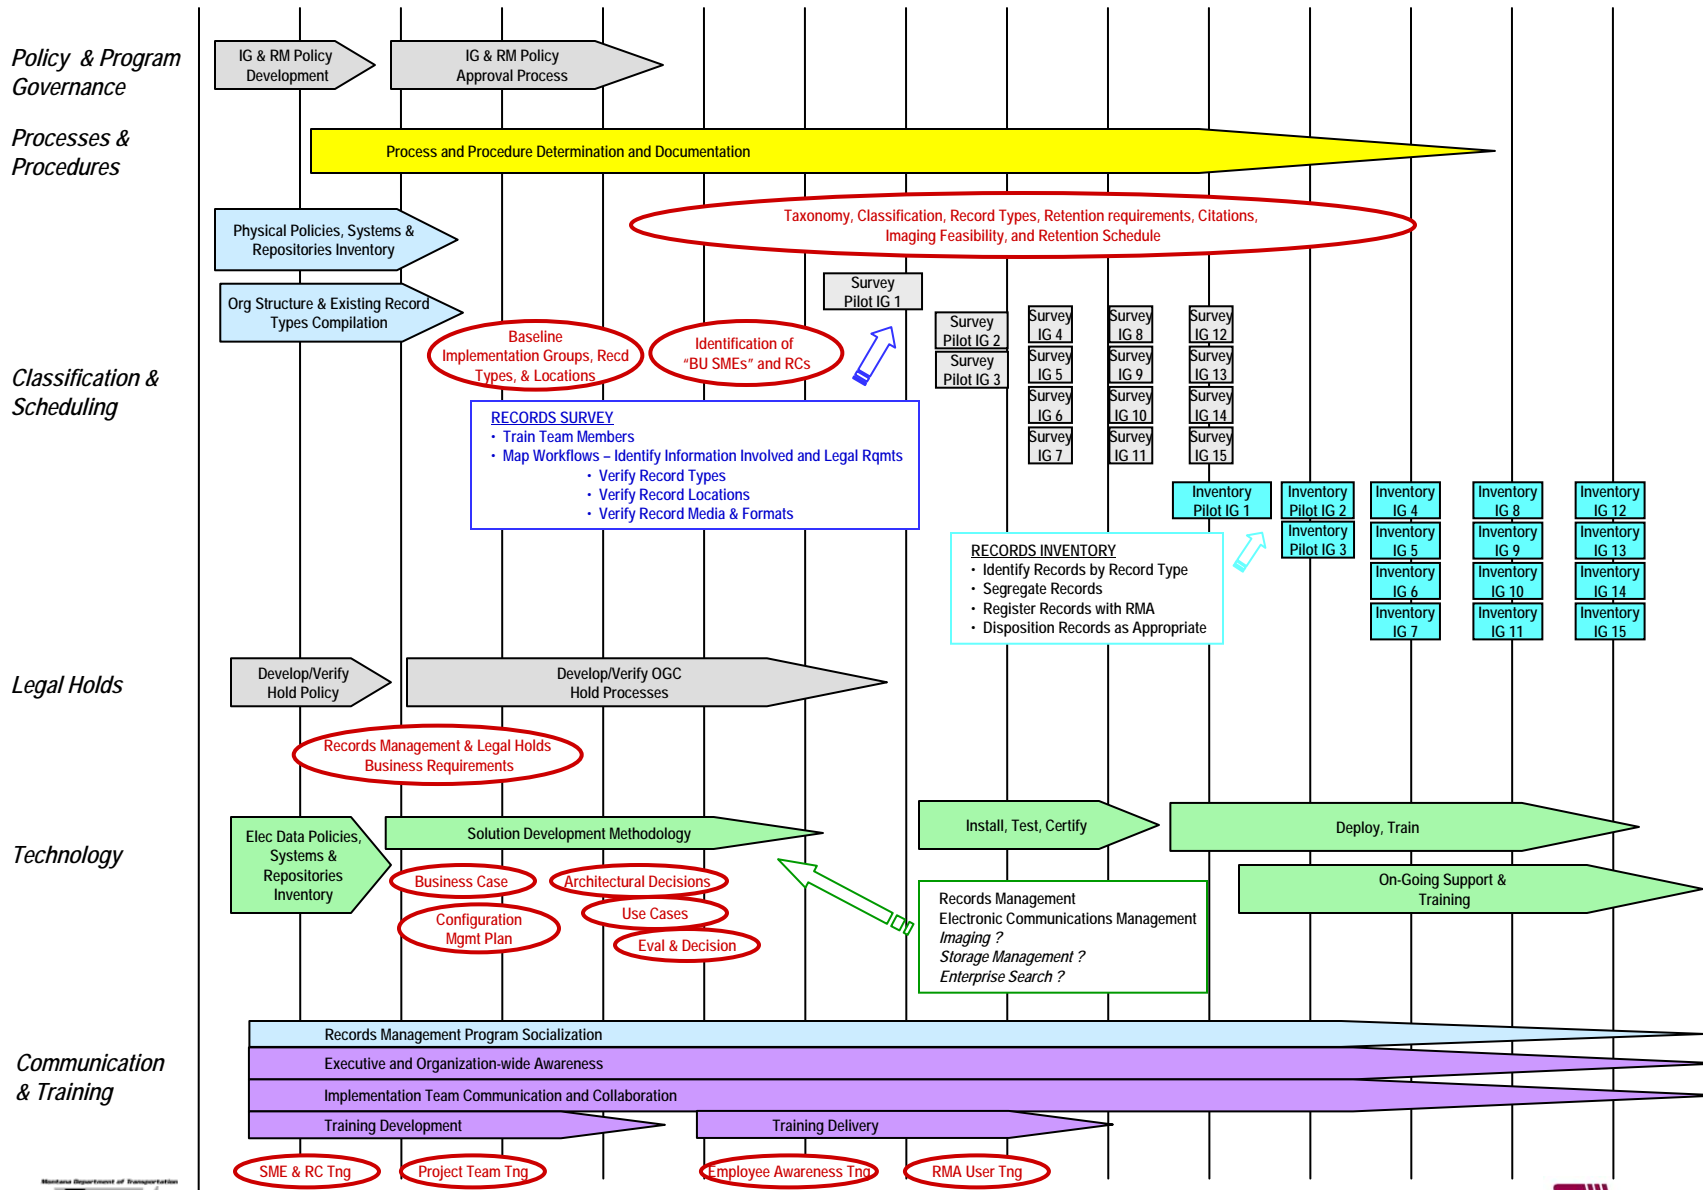 Policy & Program
Governance
IG & RM Policy
Development
IG & RM Policy
Approval Process
Processes &
Procedures
Process and Procedure Determination and Documentation
Taxonomy, Classification, Record Types, Retention requirements, Citations,
Imaging Feasibility, and Retention Schedule
Physical Policies, Systems &
Repositories Inventory
Org Structure & Existing Record
Types Compilation
Classification &
Scheduling
Baseline
Implementation Groups, Recd
Types, & Locations
Identification of
“BU SMEs” and RCs
Survey
Pilot IG 1
Survey
Pilot IG 2
Survey
Pilot IG 3
Survey
IG 4
Survey
IG 5
Survey
IG 6
Survey
IG 7
Survey
IG 8
Survey
IG 9
Survey
IG 10
Survey
IG 11
Survey
IG 12
Survey
IG 13
Survey
IG 14
Survey
IG 15
RECORDS SURVEY
• Train Team Members
• Map Workflows – Identify Information Involved and Legal Rqmts
• Verify Record Types
• Verify Record Locations
• Verify Record Media & Formats
Inventory
Pilot IG 1
Inventory
Pilot IG 2
Inventory
Pilot IG 3
Inventory
IG 4
Inventory
IG 5
Inventory
IG 6
Inventory
IG 7
Inventory
IG 8
Inventory
IG 9
Inventory
IG 10
Inventory
IG 11
Inventory
IG 12
Inventory
IG 13
Inventory
IG 14
Inventory
IG 15
RECORDS INVENTORY
• Identify Records by Record Type
• Segregate Records
• Register Records with RMA
• Disposition Records as Appropriate
Legal Holds
Develop/Verify
Hold Policy
Develop/Verify OGC
Hold Processes
Records Management & Legal Holds
Business Requirements
Technology
Elec Data Policies,
Systems &
Repositories
Inventory
Solution Development Methodology
Business Case
Configuration
Mgmt Plan
Architectural Decisions
Use Cases
Eval & Decision
Install, Test, Certify
Deploy, Train
On-Going Support &
Training
Records Management
Electronic Communications Management
Imaging ?
Storage Management ?
Enterprise Search ?
Communication
& Training
Records Management Program Socialization
Executive and Organization-wide Awareness
Implementation Team Communication and Collaboration
Training Development
Training Delivery
SME & RC Tng
Project Team Tng
Employee Awareness Tng
RMA User Tng
Montana Department of Transportation